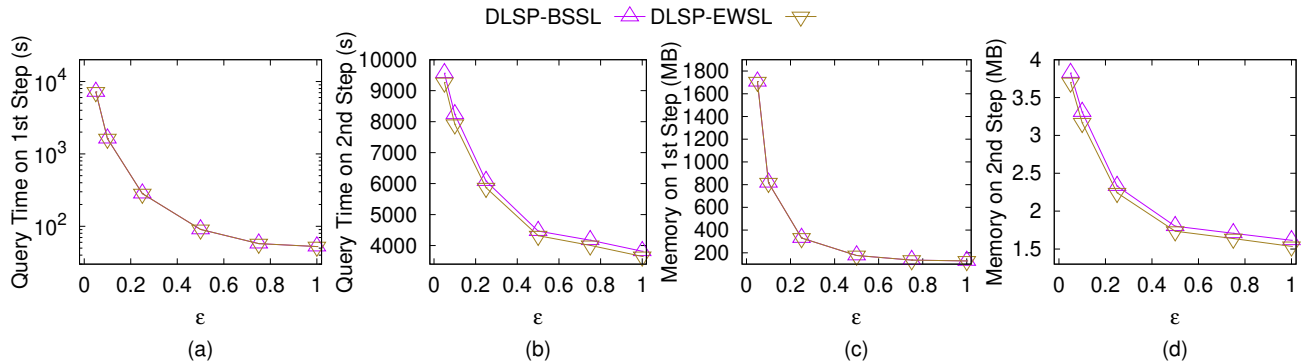 DLSP-BSSL DLSP-EWSL
Query Time on 1st Step (s)
10^4
10^3
10^2
0 0.2 0.4 0.6 0.8 1
ε
(a)
Query Time on 2nd Step (s)
10000
9000
8000
7000
6000
5000
4000
0 0.2 0.4 0.6 0.8 1
ε
(b)
Memory on 1st Step (MB)
1800
1600
1400
1200
1000
800
600
400
200
0 0.2 0.4 0.6 0.8 1
ε
(c)
Memory on 2nd Step (MB)
4
3.5
3
2.5
2
1.5
0 0.2 0.4 0.6 0.8 1
ε
(d)